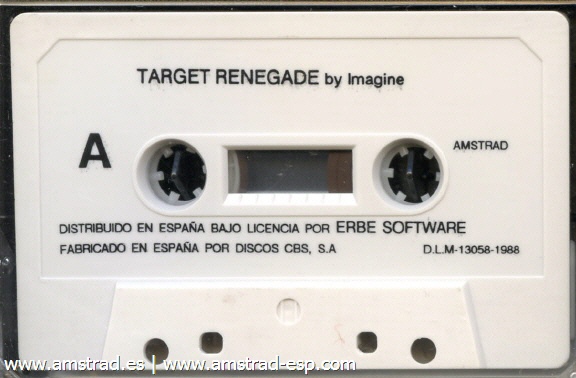 TARGET RENEGADE by Imagine
A
AMSTRAD
DISTRIBUIDO EN ESPAÑA BAJO LICENCIA POR ERBE SOFTWARE
FABRICADO EN ESPAÑA POR DISCOS CBS, S.A D.L.M-13058-1988
www.amstrad.es | www.amstrad-esp.com